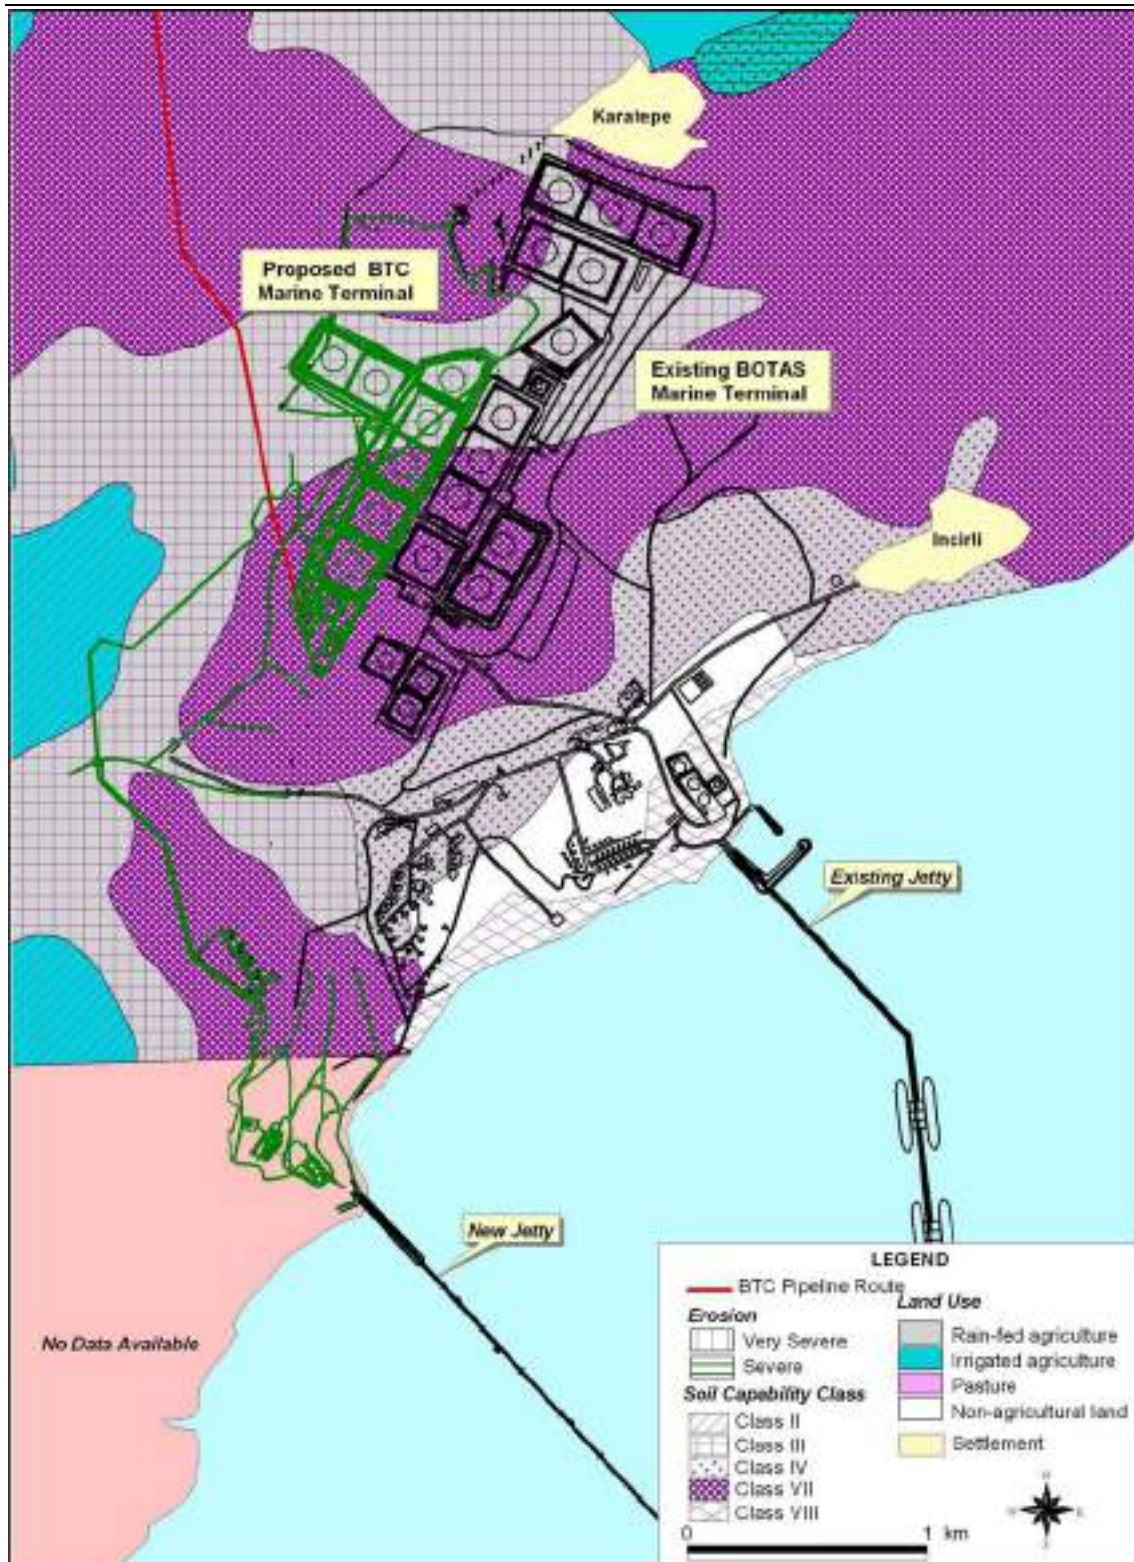 Karatepe
Proposed BTC
Marine Terminal
Existing BOTAS
Marine Terminal
Incirli
Existing Jetty
New Jetty
No Data Available
LEGEND
BTC Pipeline Route
Erosion
Very Severe
Severe
Soil Capability Class
Class II
Class III
Class IV
Class VII
Class VIII
Land Use
Rain-fed agriculture
Irrigated agriculture
Pasture
Non-agricultural land
Settlement
0 1 km